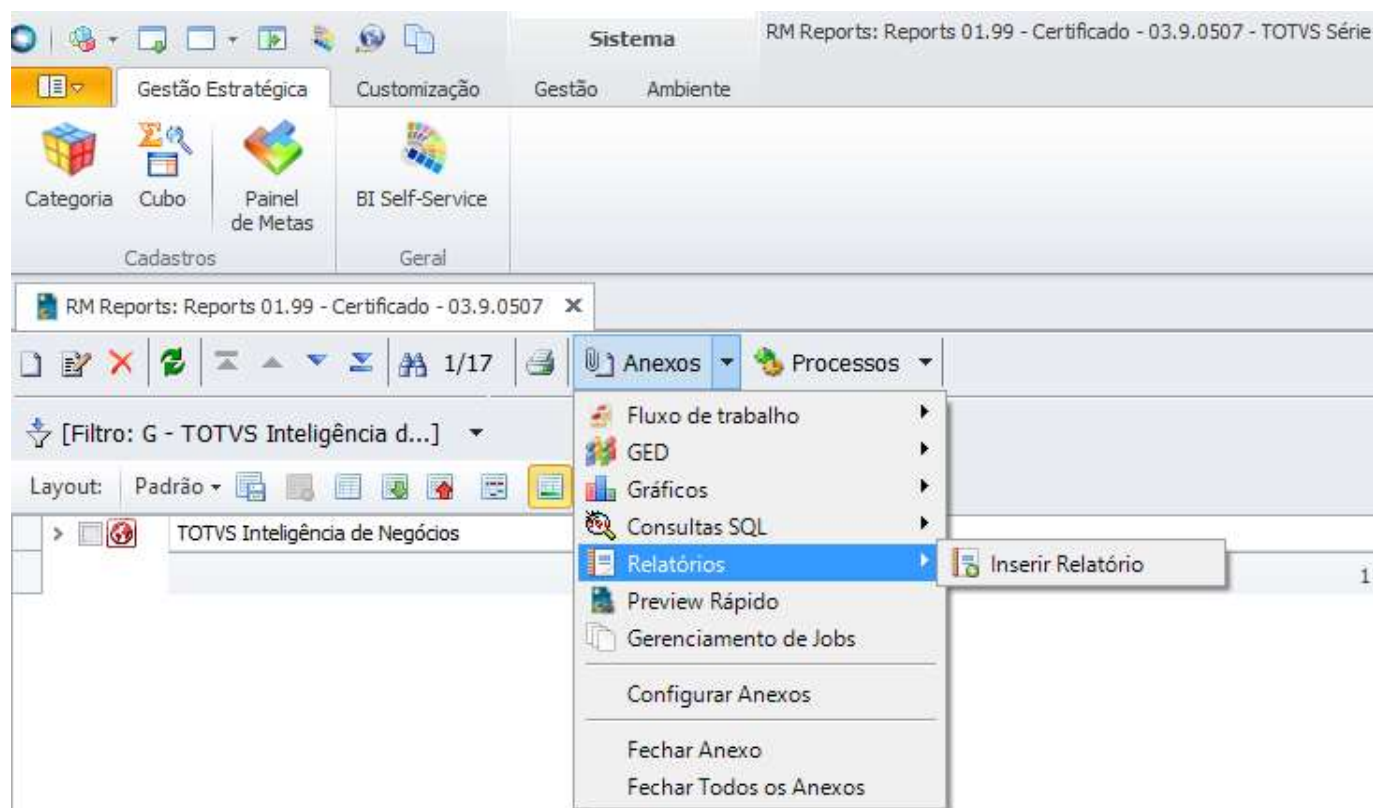 Sistema
RM Reports: Reports 01.99 - Certificado - 03.9.0507 - TOTVS Série
Gestão Estratégica
Customização
Gestão
Ambiente
Categoria
Cubo
Painel
de Metas
BI Self-Service
Cadastros
Geral
RM Reports: Reports 01.99 - Certificado - 03.9.0507
1/17
Anexos
Processos
[Filtro: G - TOTVS Inteligência d...]
Layout: Padrão
TOTVS Inteligência de Negócios
1
Fluxo de trabalho
GED
Gráficos
Consultas SQL
Relatórios
Inserir Relatório
Preview Rápido
Gerenciamento de Jobs
Configurar Anexos
Fechar Anexo
Fechar Todos os Anexos